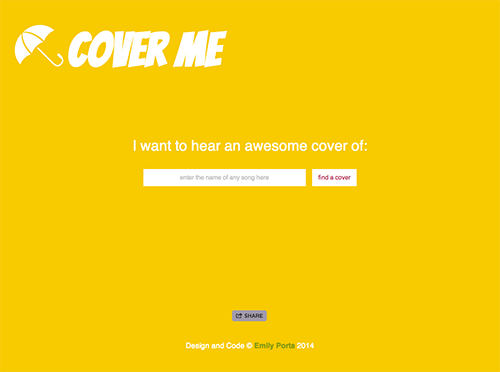 COVER ME
I want to hear an awesome cover of:
enter the name of any song here
find a cover
SHARE
Design and Code © Emily Porta 2014